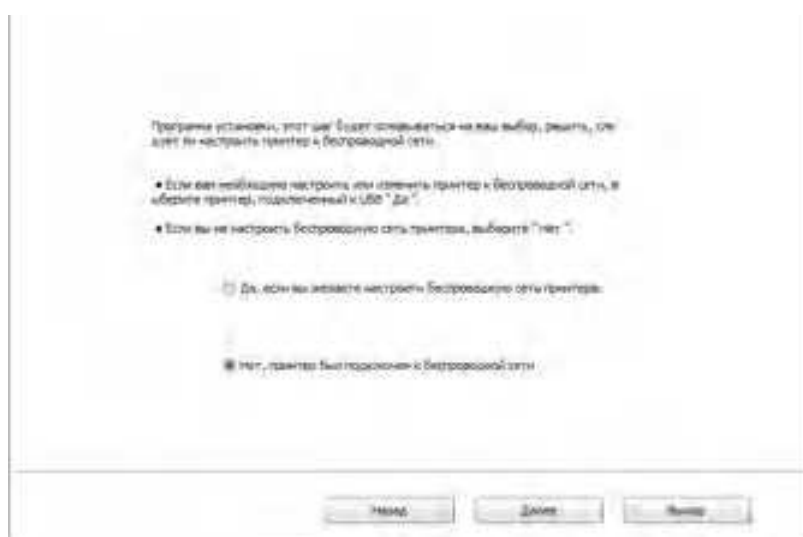 Программа установки, этот шаг будет основываться на ваш выбор, решить, сле
дует ли настроить принтер к беспроводной сети.
• Если вам необходимо настроить или изменить принтер к беспроводной сети, в
ыберите принтер, подключенный к USB " Да ".
• Если вы не настроить беспроводную сеть принтера, выберите " Нет ".
Да, если вы желаете настроить беспроводную сеть принтера.
Нет, принтер был подключен к беспроводной сети
Назад Далее Выход